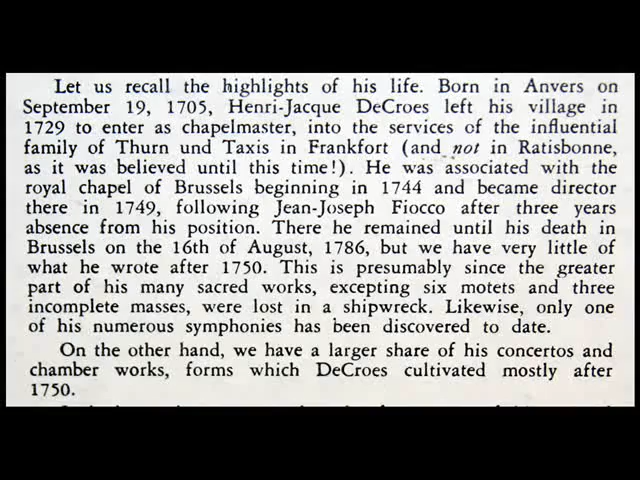 Let us recall the highlights of his life. Born in Anvers on
September 19, 1705, Henri-Jacque DeCroes left his village in
1729 to enter as chapelmaster, into the services of the influential
family of Thurn und Taxis in Frankfort (and not in Ratisbonne,
as it was believed until this time!). He was associated with the
royal chapel of Brussels beginning in 1744 and became director
there in 1749, following Jean-Joseph Fiocco after three years
absence from his position. There he remained until his death in
Brussels on the 16th of August, 1786, but we have very little of
what he wrote after 1750. This is presumably since the greater
part of his many sacred works, excepting six motets and three
incomplete masses, were lost in a shipwreck. Likewise, only one
of his numerous symphonies has been discovered to date.
On the other hand, we have a larger share of his concertos and
chamber works, forms which DeCroes cultivated mostly after
1750.